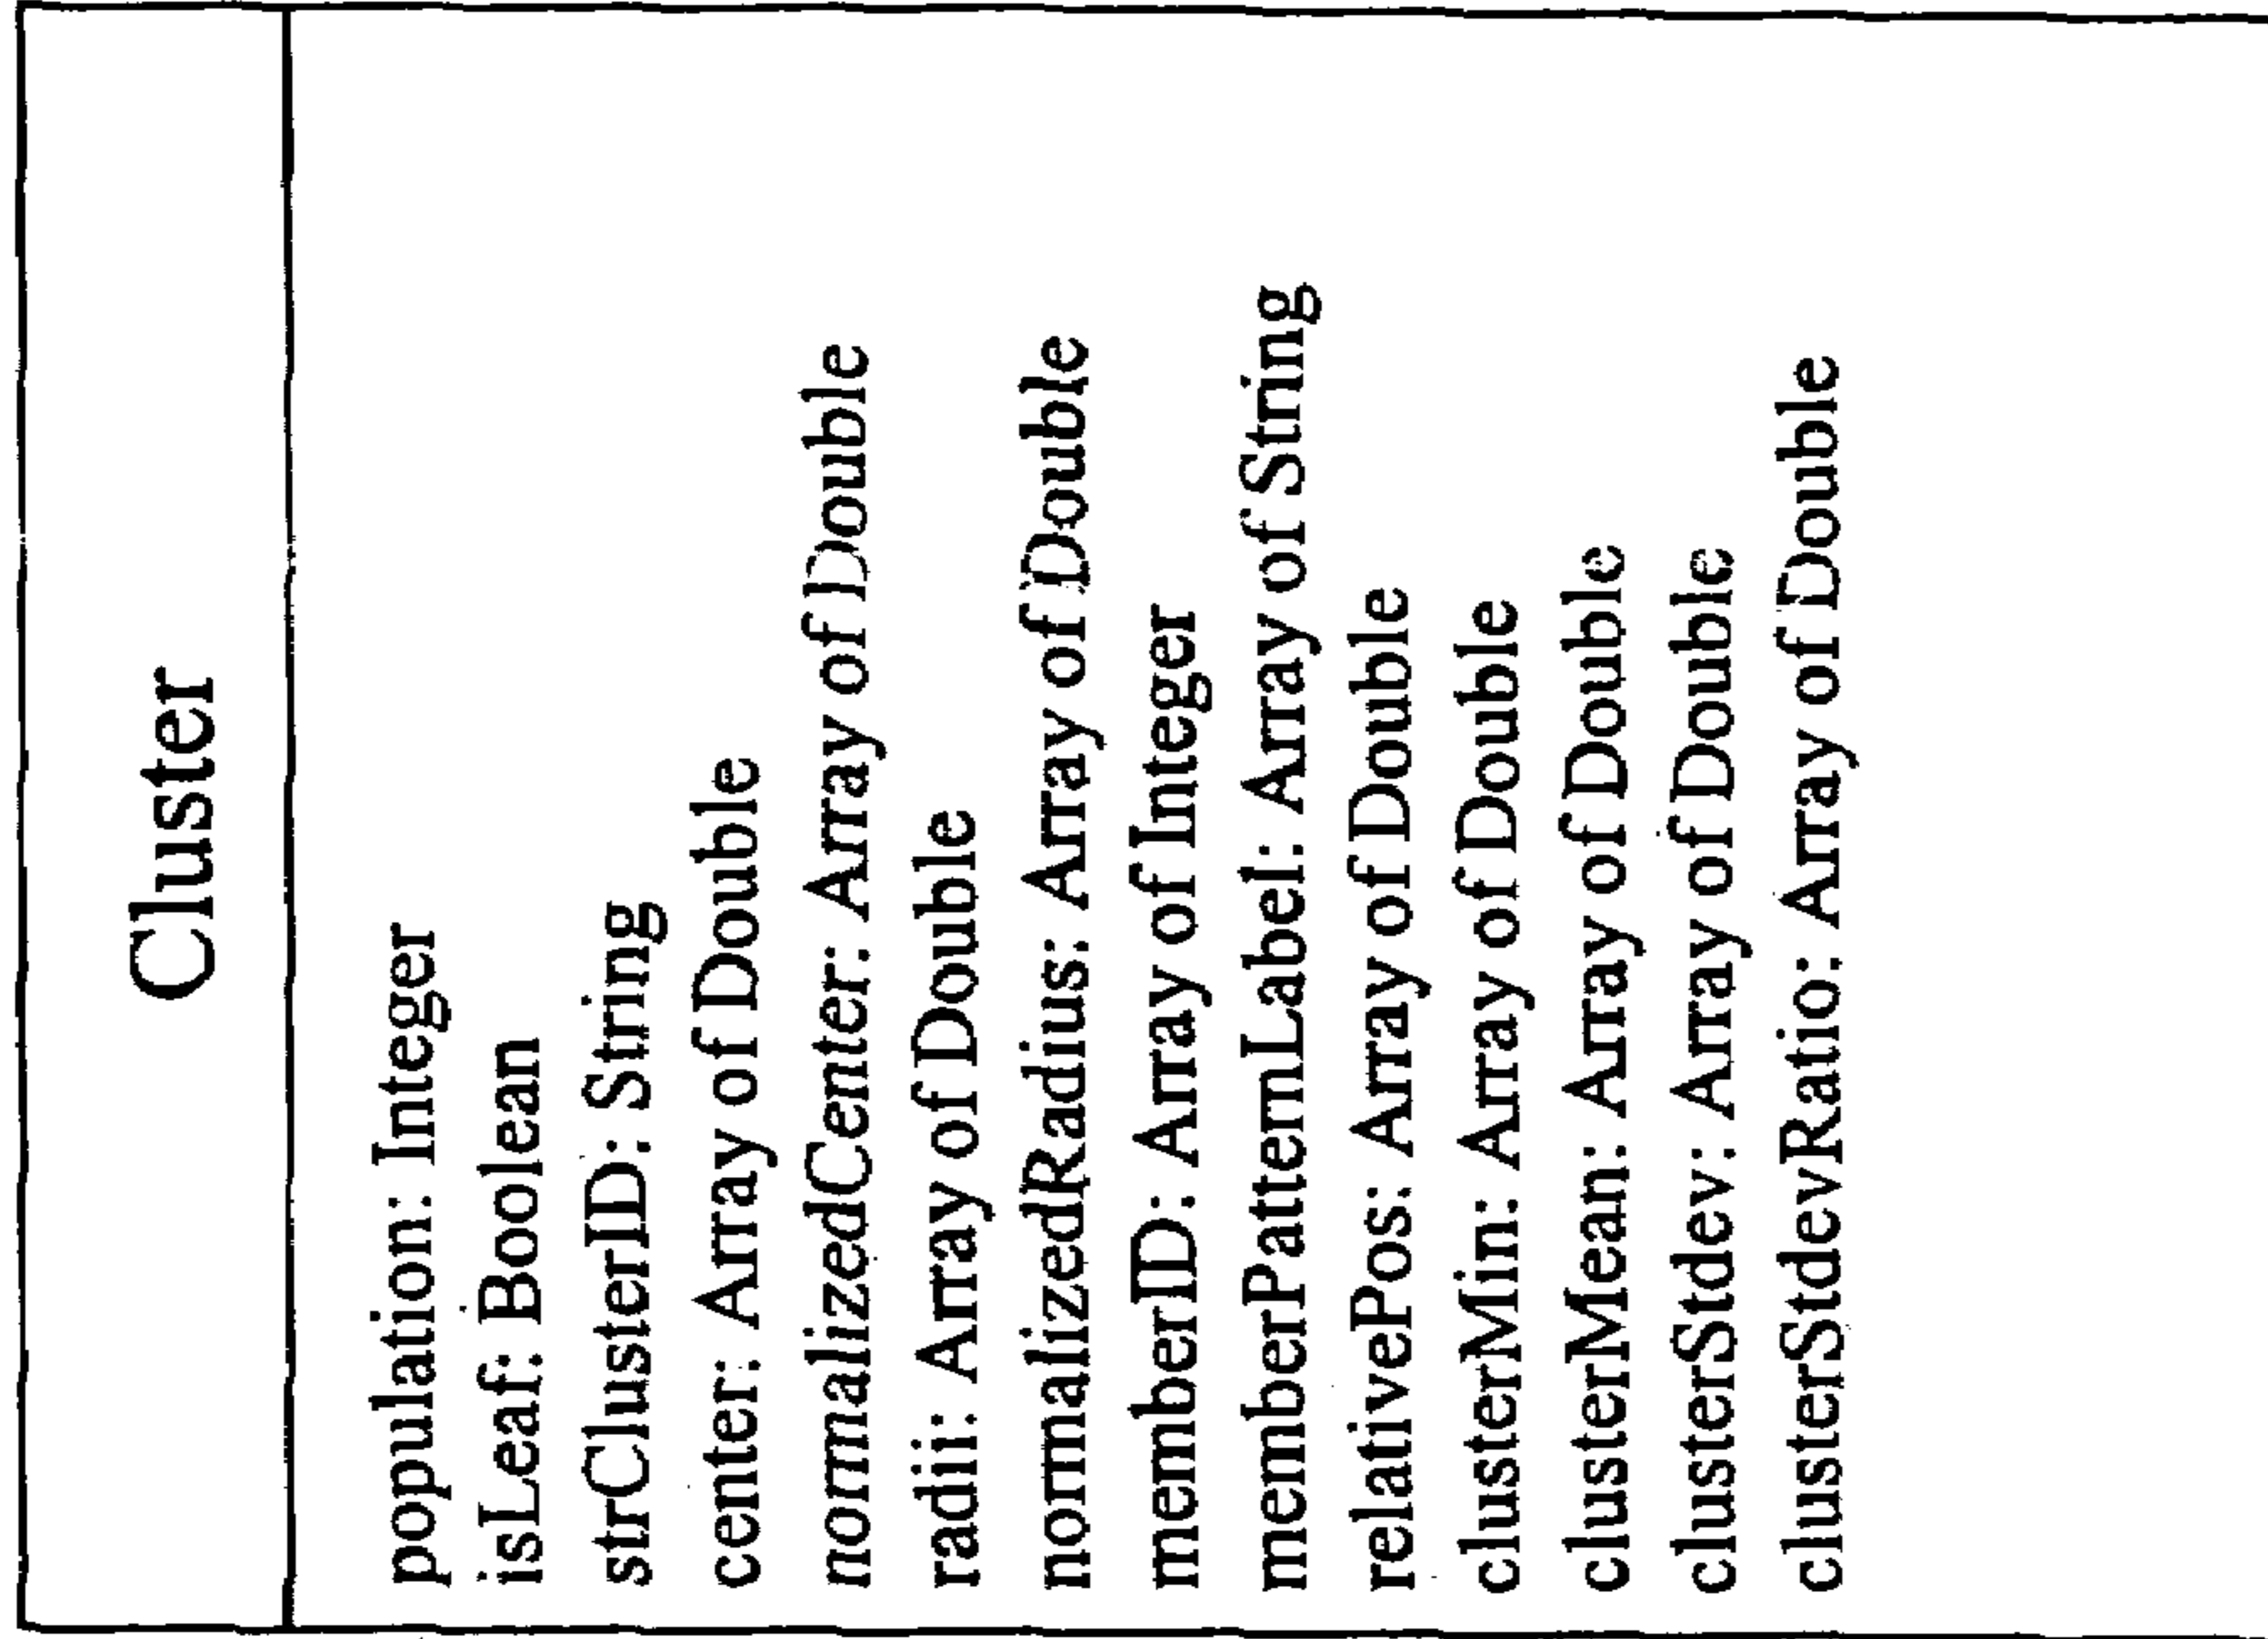 Cluster
population: Integer
isLeaf: Boolean
strClusterID: String
center: Array of Double
normalizedCenter: Array of Double
radii: Array of Double
normalizedRadius: Array of Double
memberID: Array of Integer
memberPatternLabel: Array of String
relativePos: Array of Double
clusterMin: Array of Double
clusterMean: Array of Double
clusterStdev: Array of Double
clusterStdevRatio: Array of Double